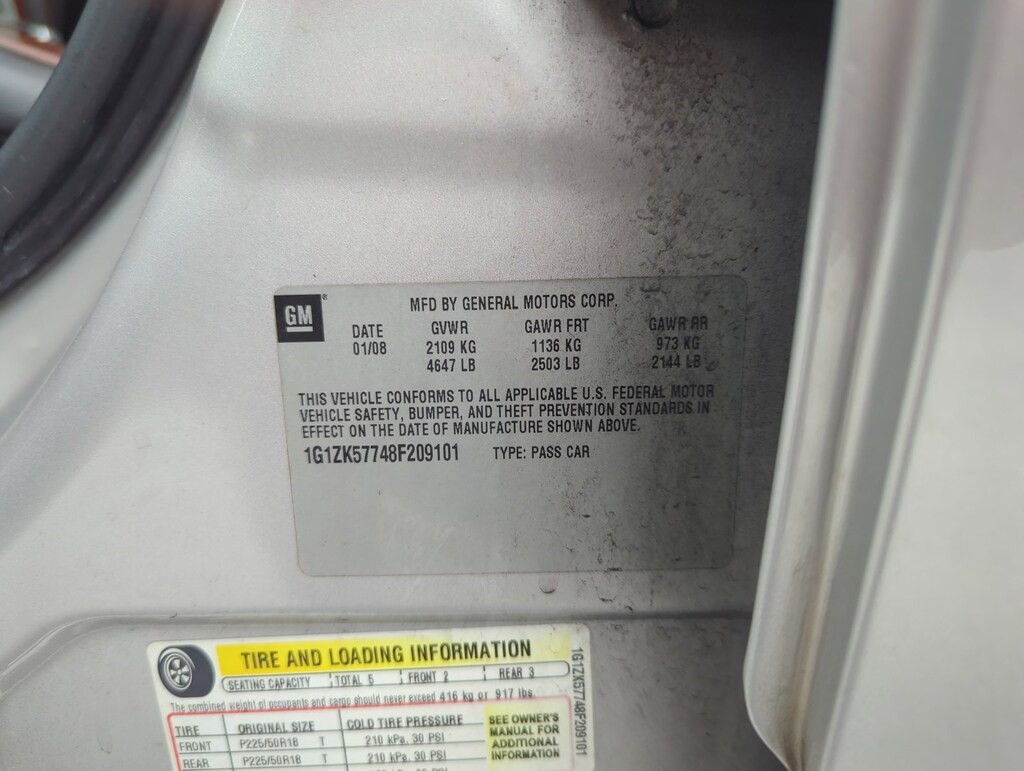 GM
MFD BY GENERAL MOTORS CORP.
DATE GVWR GAWR FRT GAWR RR
01/08 2109 KG 1136 KG 973 KG
4647 LB 2503 LB 2144 LB
THIS VEHICLE CONFORMS TO ALL APPLICABLE U.S. FEDERAL MOTOR
VEHICLE SAFETY, BUMPER, AND THEFT PREVENTION STANDARDS IN
EFFECT ON THE DATE OF MANUFACTURE SHOWN ABOVE.
1G1ZK57748F209101 TYPE: PASS CAR
TIRE AND LOADING INFORMATION
SEATING CAPACITY TOTAL 5 FRONT 2 REAR 3
The combined weight of occupants and cargo should never exceed 416 kg or 917 lbs.
TIRE ORIGINAL SIZE COLD TIRE PRESSURE
FRONT P225/50R18 T 210 kPa, 30 PSI
REAR P225/50R18 T 210 kPa, 30 PSI
SEE OWNER'S
MANUAL FOR
ADDITIONAL
INFORMATION
1G1ZK57748F209101